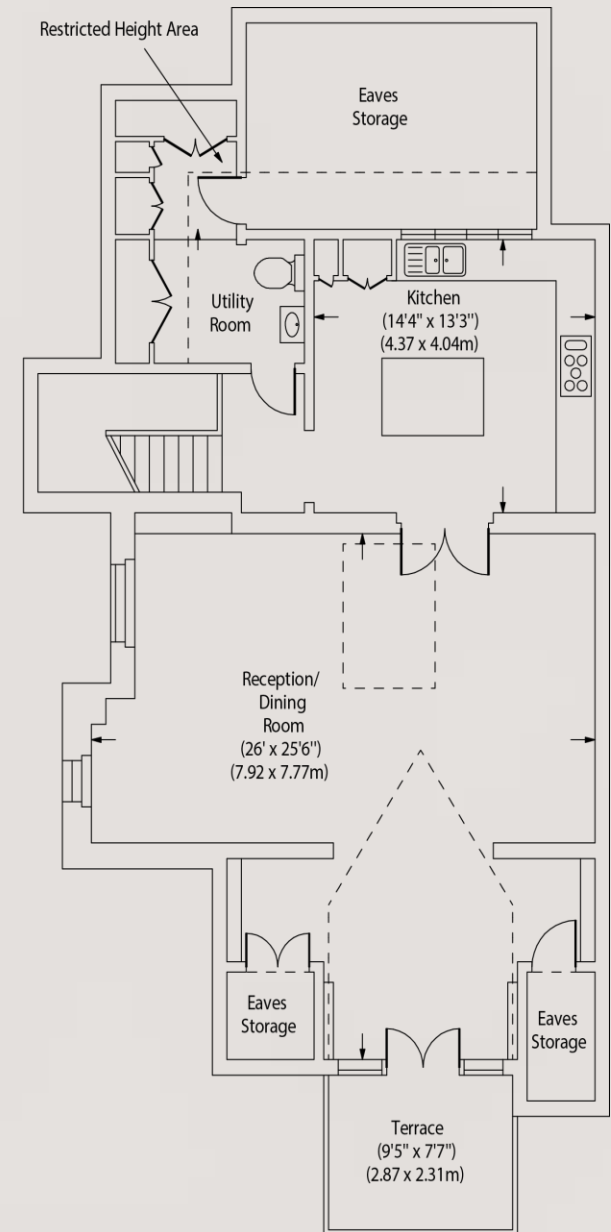 Restricted Height Area
Eaves
Storage
Utility
Room
Kitchen
(14'4" x 13'3")
(4.37 x 4.04m)
Reception/
Dining
Room
(26' x 25'6")
(7.92 x 7.77m)
Eaves
Storage
Eaves
Storage
Terrace
(9'5" x 7'7")
(2.87 x 2.31m)